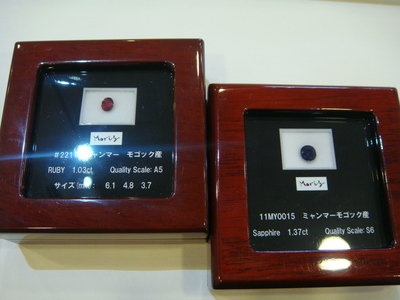 Moris
#221 ミャンマー モゴック産
RUBY 1.03ct Quality Scale: A5
サイズ(mm): 6.1 4.8 3.7
Moris
11MY0015 ミャンマーモゴック産
Sapphire 1.37ct Quality Scale: S6